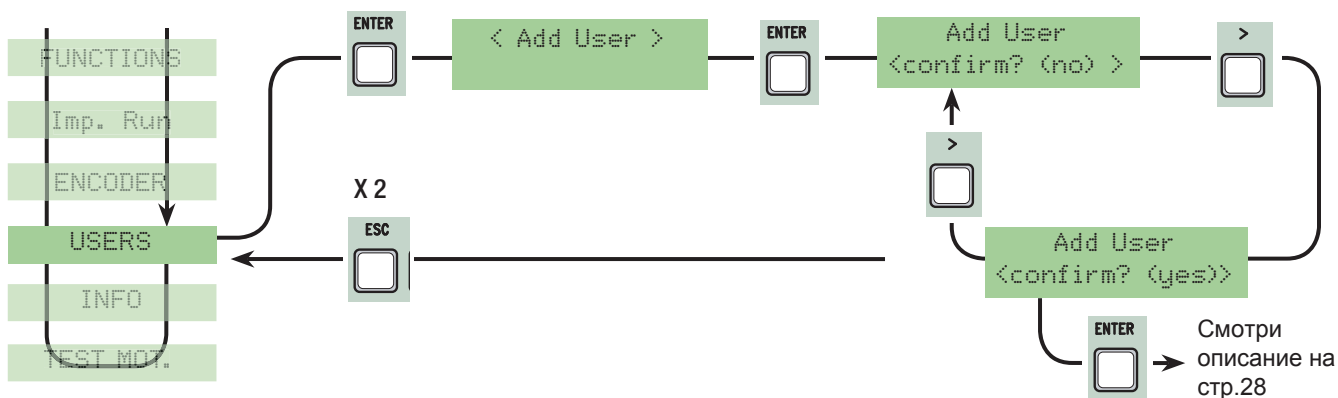 FUNCTIONS
Imp. Run
ENCODER
USERS
INFO
TEST MOT.
ENTER
< Add User >
ENTER
Add User
<confirm? (no) >
>
>
X 2
ESC
Add User
<confirm? (yes)>
ENTER
Смотри
описание на
стр.28